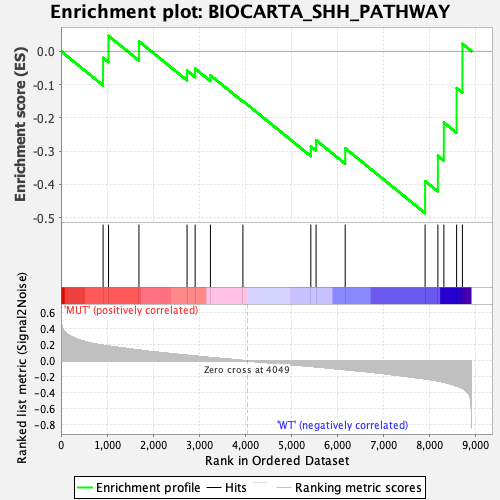 Enrichment plot: BIOCARTA_SHH_PATHWAY
Enrichment score (ES)
0.0
-0.1
-0.2
-0.3
-0.4
-0.5
'MUT' (positively correlated)
Ranked list metric (Signal2Noise)
0.6
0.4
0.2
0.0
-0.2
-0.4
-0.6
-0.8
Zero cross at 4049
'WT' (negatively correlated)
0 1,000 2,000 3,000 4,000 5,000 6,000 7,000 8,000 9,000
Rank in Ordered Dataset
Enrichment profile Hits Ranking metric scores